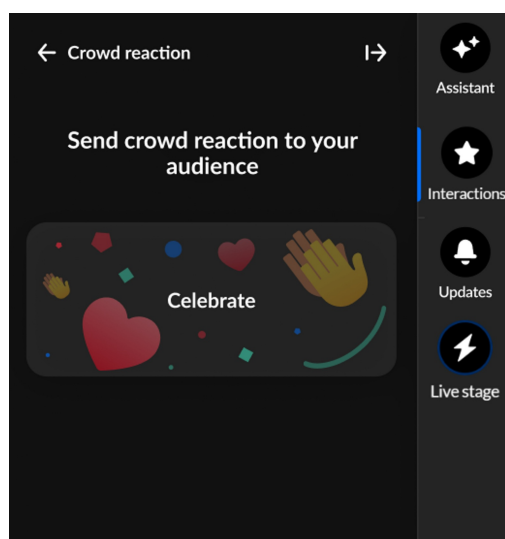 Crowd reaction
Send crowd reaction to your
audience
Celebrate
Assistant
Interactions
Updates
Live stage